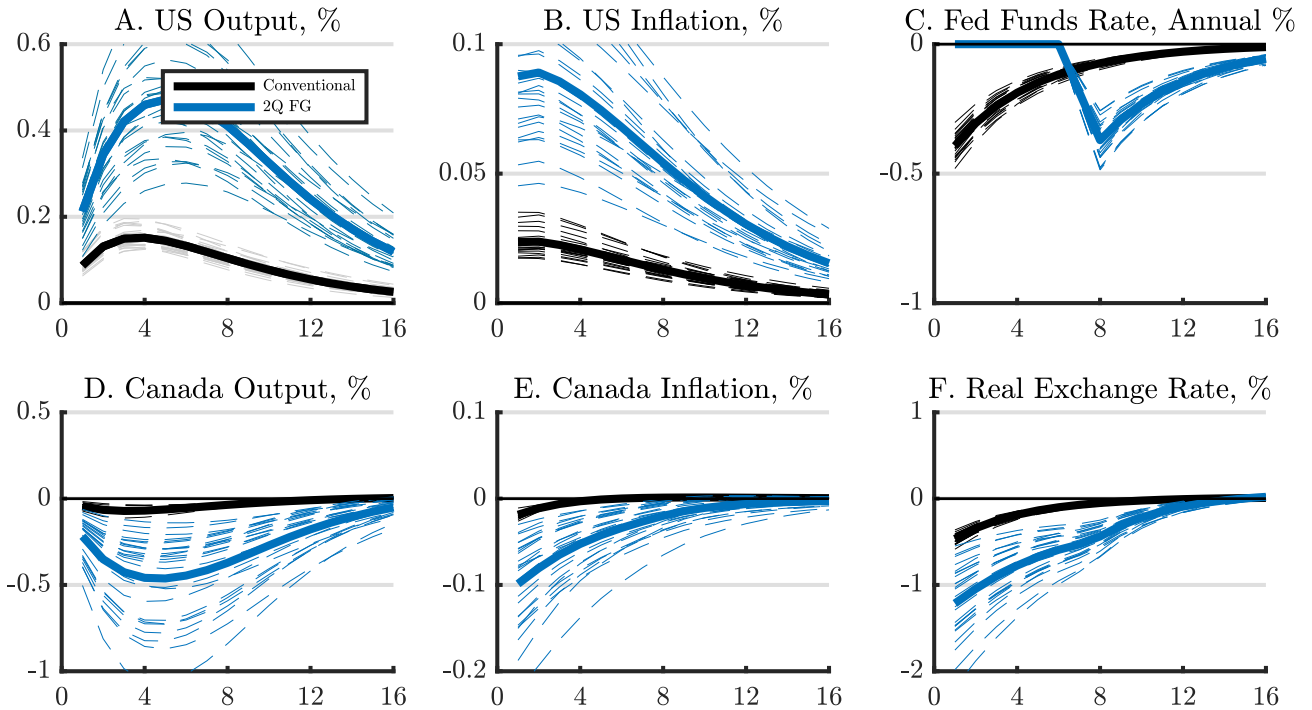 A. US Output, %
B. US Inflation, %
C. Fed Funds Rate, Annual %
0.6
0.4
0.2
0
0 4 8 12 16
Conventional
2Q FG
0.1
0.05
0
0 4 8 12 16
0
-0.5
-1
0 4 8 12 16
D. Canada Output, %
E. Canada Inflation, %
F. Real Exchange Rate, %
0.5
0
-0.5
-1
0 4 8 12 16
0.1
0
-0.1
-0.2
0 4 8 12 16
1
0
-1
-2
0 4 8 12 16